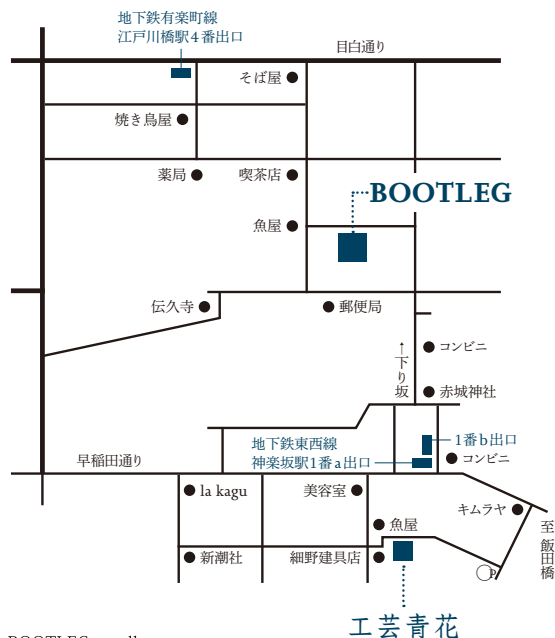 地下鉄有楽町線
江戸川橋駅4番出口
目白通り
そば屋
焼き鳥屋
薬局
喫茶店
BOOTLEG
魚屋
伝久寺
郵便局
コンビニ
←下り坂
赤城神社
地下鉄東西線
神楽坂駅1番a出口
1番b出口
コンビニ
早稲田通り
la kagu
美容室
キムラヤ
魚屋
至飯田橋
新潮社
細野建具店
P
工芸青花